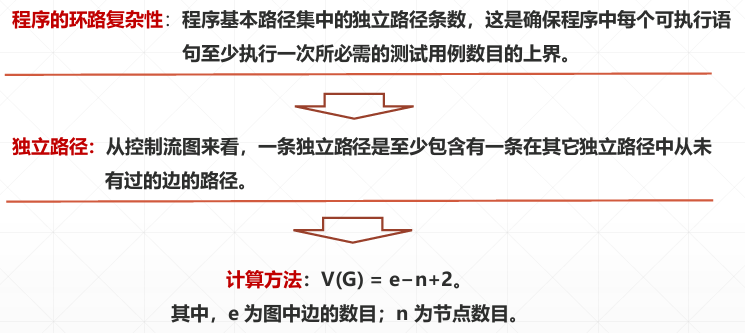 程序的环路复杂性：程序基本路径集中的独立路径条数，这是确保程序中每个可执行语
句至少执行一次所必需的测试用例数目的上界。
独立路径：从控制流图来看，一条独立路径是至少包含有一条在其它独立路径中从未
有过的边的路径。
计算方法：V(G) = e−n+2。
其中，e 为图中边的数目；n 为节点数目。